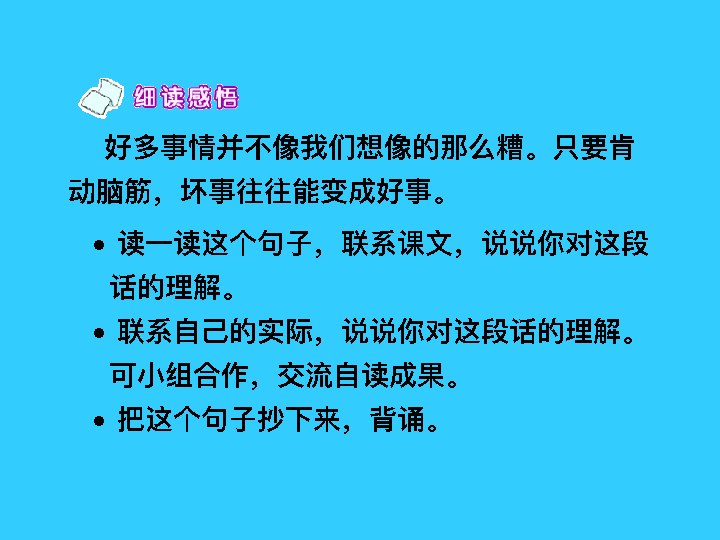 细读感悟
好多事情并不像我们想像的那么糟。只要肯
动脑筋，坏事往往能变成好事。
• 读一读这个句子，联系课文，说说你对这段
话的理解。
• 联系自己的实际，说说你对这段话的理解。
可小组合作，交流自读成果。
• 把这个句子抄下来，背诵。